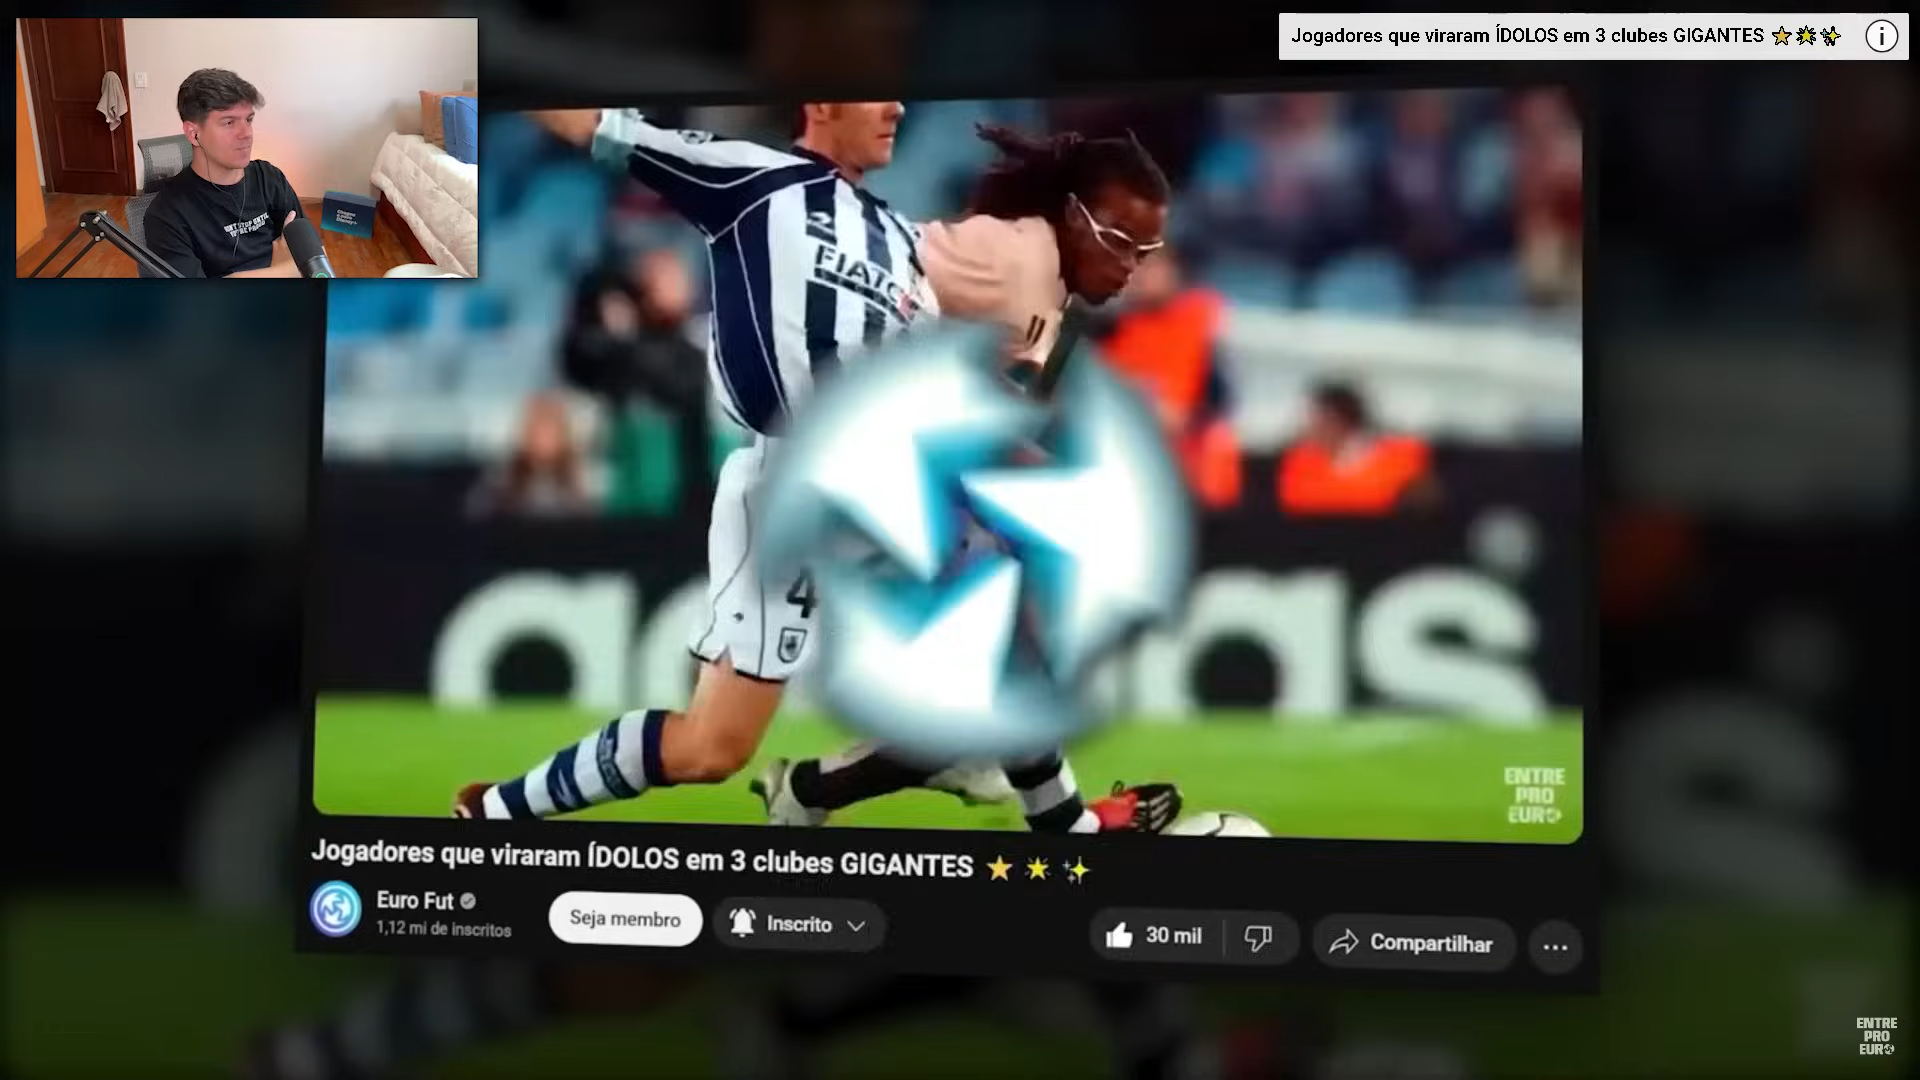 Jogadores que viraram ÍDOLOS em 3 clubes GIGANTES ⭐🌟✨
FIATC
4
ENTRE
PRO
EURO
Jogadores que viraram ÍDOLOS em 3 clubes GIGANTES ⭐🌟✨
Euro Fut
1,12 mi de inscritos
Seja membro
Inscrito
30 mil
Compartilhar
ENTRE
PRO
EURO